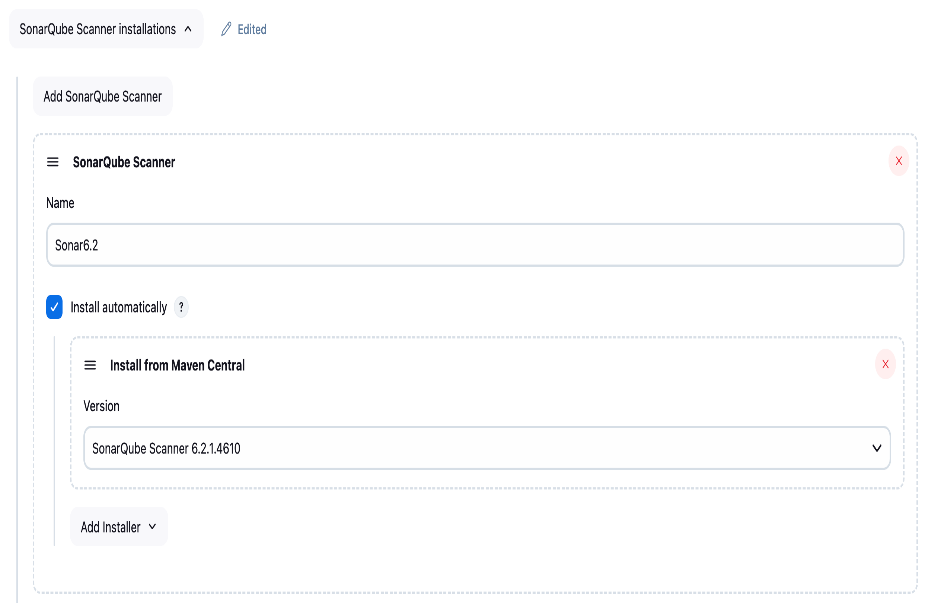 SonarQube Scanner installations
Edited
Add SonarQube Scanner
SonarQube Scanner
X
Name
Sonar6.2
Install automatically ?
Install from Maven Central
X
Version
SonarQube Scanner 6.2.1.4610
Add Installer